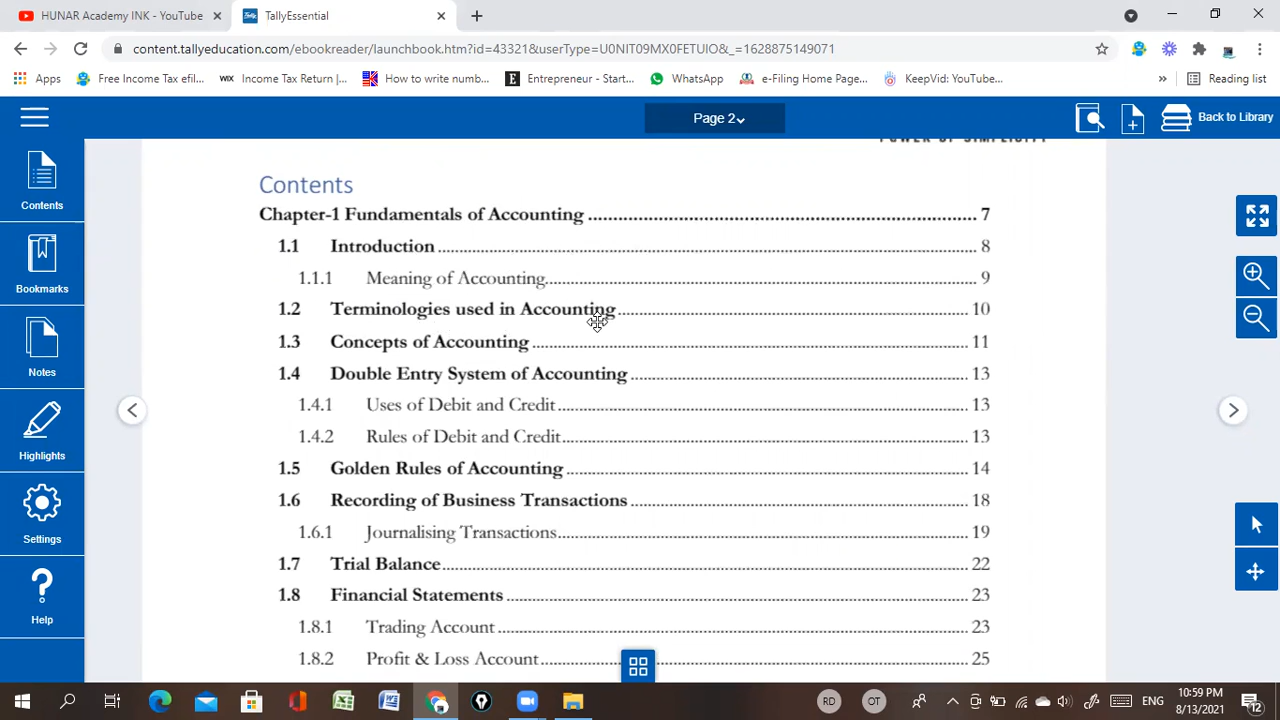 HUNAR Academy INK - YouTube
TallyEssential
content.tallyeducation.com/ebookreader/launchbook.htm?id=43321&userType=U0NIT09MX0FETUlO&_=1628875149071
Apps
Free Income Tax efil...
WIX Income Tax Return |...
How to write numb...
E Entrepreneur - Start...
WhatsApp
e-Filing Home Page...
KeepVid: YouTube...
»
Reading list
Page 2
Back to Library
POWER OF SIMPLICITY
Contents
Bookmarks
Notes
Highlights
Settings
Help
Contents
Chapter-1 Fundamentals of Accounting ........ 7
1.1 Introduction ........ 8
1.1.1 Meaning of Accounting ........ 9
1.2 Terminologies used in Accounting ........ 10
1.3 Concepts of Accounting ........ 11
1.4 Double Entry System of Accounting ........ 13
1.4.1 Uses of Debit and Credit ........ 13
1.4.2 Rules of Debit and Credit ........ 13
1.5 Golden Rules of Accounting ........ 14
1.6 Recording of Business Transactions ........ 18
1.6.1 Journalising Transactions ........ 19
1.7 Trial Balance ........ 22
1.8 Financial Statements ........ 23
1.8.1 Trading Account ........ 23
1.8.2 Profit & Loss Account ........ 25
RD
OT
ENG
10:59 PM
8/13/2021
12